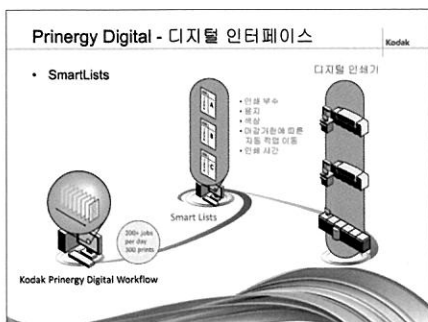 Prinergy Digital - 디지털 인터페이스
Kodak
• SmartLists
디지털 인쇄기
A
B
C
• 인쇄 부수
• 용지
• 색상
• 마감기한에 따른
자동 작업 이동
• 인쇄 시간
Smart Lists
200+ jobs
per day
300 prints
Kodak Prinergy Digital Workflow